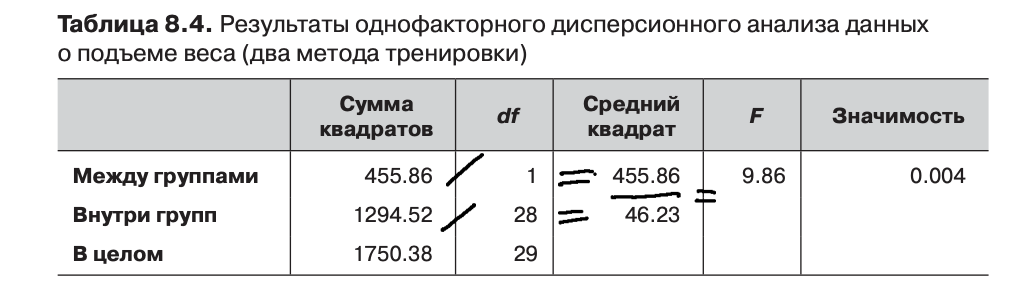 Таблица 8.4. Результаты однофакторного дисперсионного анализа данных
о подъеме веса (два метода тренировки)
Сумма квадратов df Средний квадрат F Значимость
Между группами 455.86 / 1 = 455.86 = 9.86 0.004
Внутри групп 1294.52 / 28 = 46.23
В целом 1750.38 29